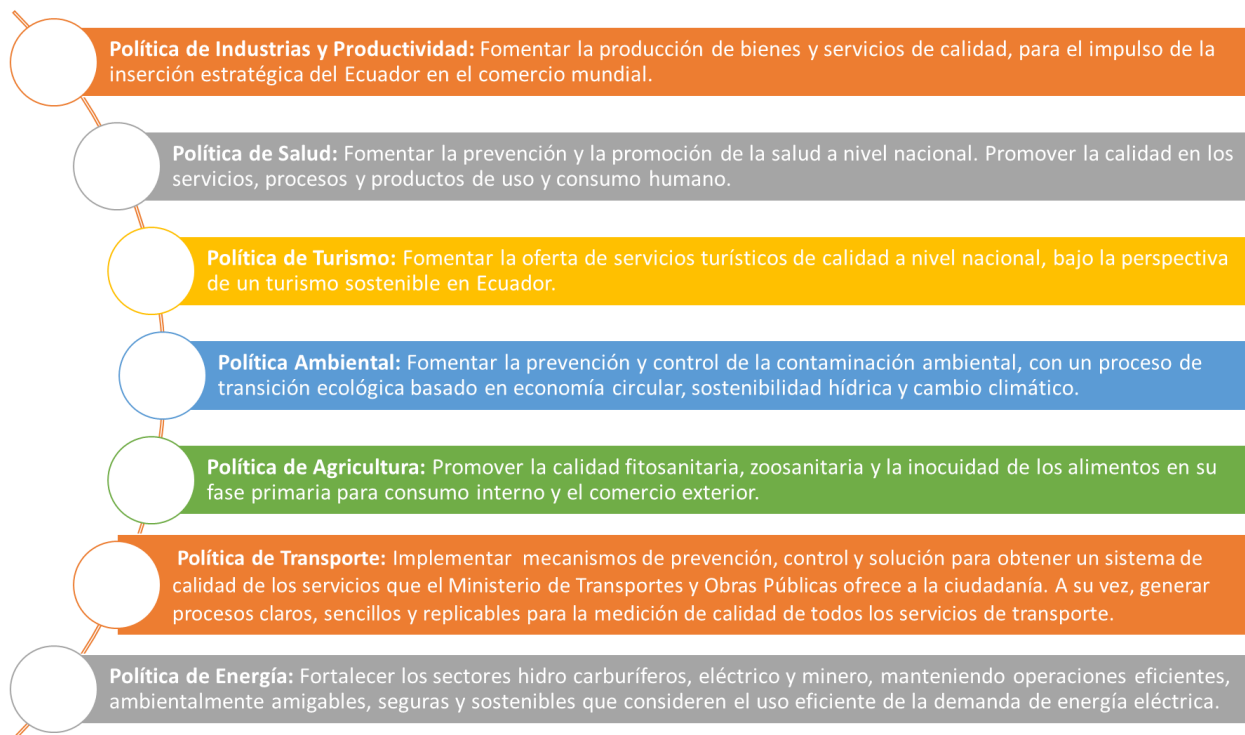 Política de Industrias y Productividad: Fomentar la producción de bienes y servicios de calidad, para el impulso de la
inserción estratégica del Ecuador en el comercio mundial.
Política de Salud: Fomentar la prevención y la promoción de la salud a nivel nacional. Promover la calidad en los
servicios, procesos y productos de uso y consumo humano.
Política de Turismo: Fomentar la oferta de servicios turísticos de calidad a nivel nacional, bajo la perspectiva
de un turismo sostenible en Ecuador.
Política Ambiental: Fomentar la prevención y control de la contaminación ambiental, con un proceso de
transición ecológica basado en economía circular, sostenibilidad hídrica y cambio climático.
Política de Agricultura: Promover la calidad fitosanitaria, zoosanitaria y la inocuidad de los alimentos en su
fase primaria para consumo interno y el comercio exterior.
Política de Transporte: Implementar mecanismos de prevención, control y solución para obtener un sistema de
calidad de los servicios que el Ministerio de Transportes y Obras Públicas ofrece a la ciudadanía. A su vez, generar
procesos claros, sencillos y replicables para la medición de calidad de todos los servicios de transporte.
Política de Energía: Fortalecer los sectores hidro carburíferos, eléctrico y minero, manteniendo operaciones eficientes,
ambientalmente amigables, seguras y sostenibles que consideren el uso eficiente de la demanda de energía eléctrica.